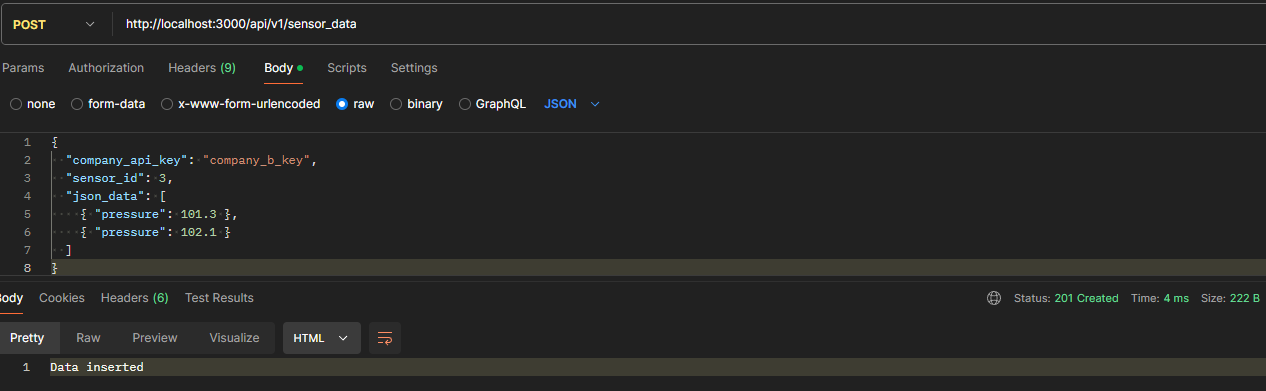 POST http://localhost:3000/api/v1/sensor_data
Params Authorization Headers (9) Body Scripts Settings
none form-data x-www-form-urlencoded raw binary GraphQL JSON
1 {
2 "company_api_key": "company_b_key",
3 "sensor_id": 3,
4 "json_data": [
5 { "pressure": 101.3 },
6 { "pressure": 102.1 }
7 ]
8 }
Body Cookies Headers (6) Test Results Status: 201 Created Time: 4 ms Size: 222 B
Pretty Raw Preview Visualize HTML
1 Data inserted